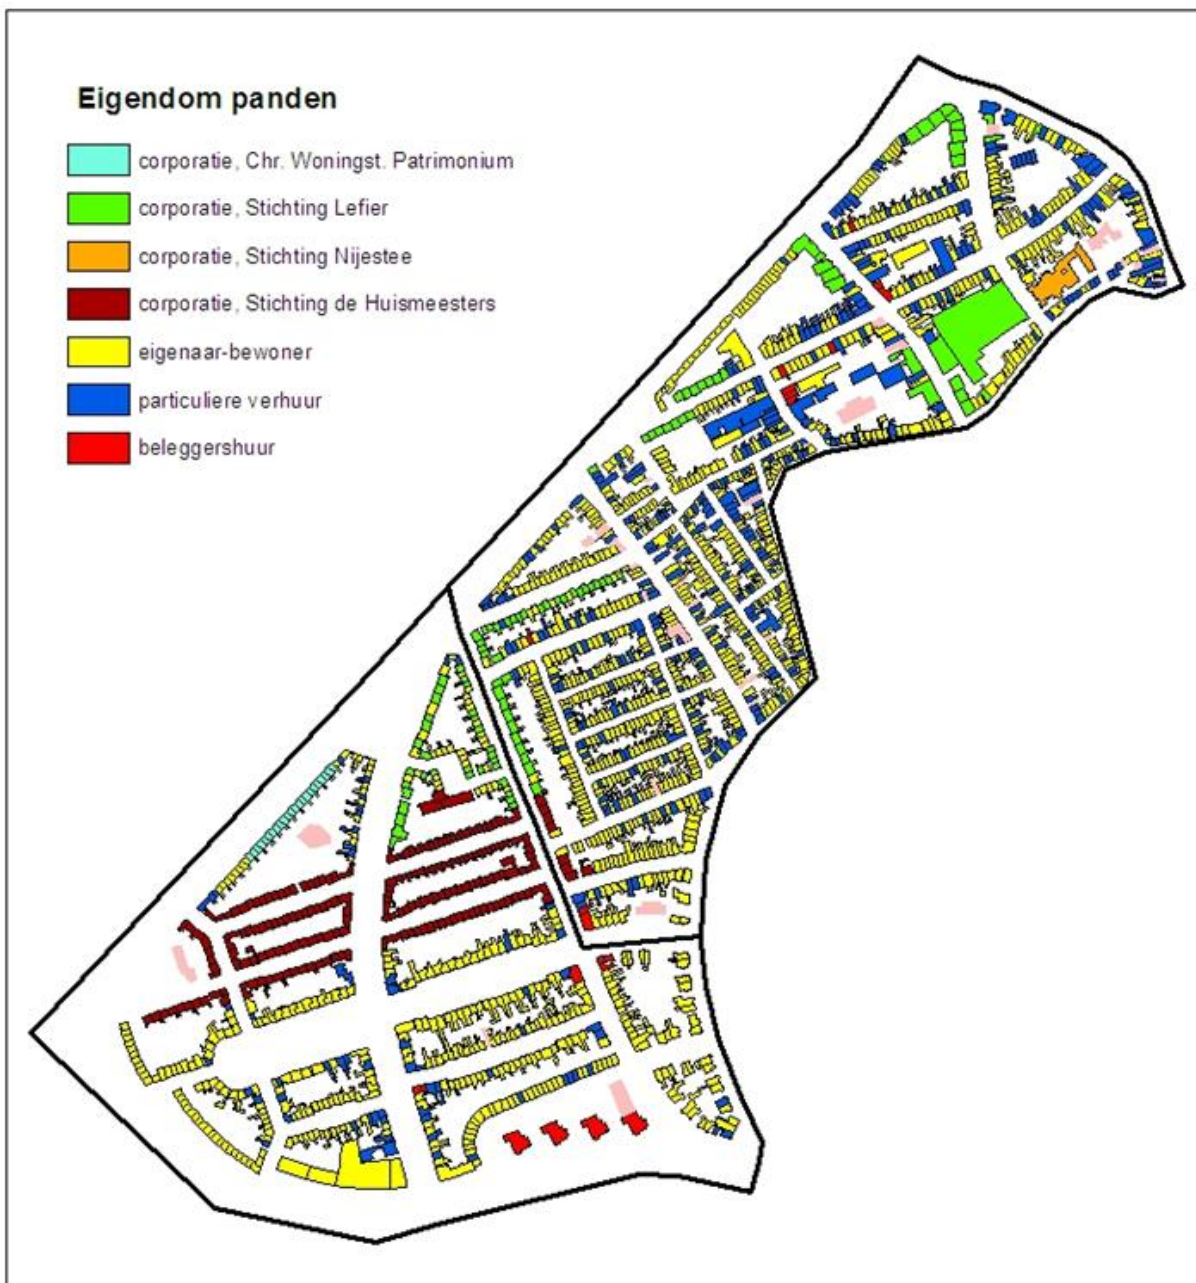 Eigendom panden
corporatie, Chr. Woningst. Patrimonium
corporatie, Stichting Lefier
corporatie, Stichting Nijestee
corporatie, Stichting de Huismeesters
eigenaar-bewoner
particuliere verhuur
beleggershuur